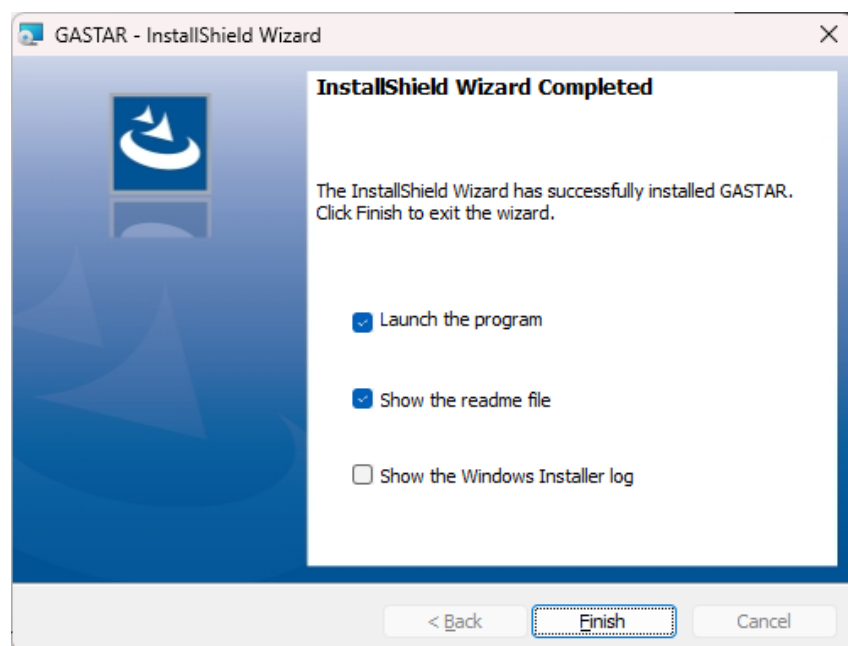 GASTAR - InstallShield Wizard
InstallShield Wizard Completed
The InstallShield Wizard has successfully installed GASTAR.
Click Finish to exit the wizard.
Launch the program
Show the readme file
Show the Windows Installer log
< Back Finish Cancel